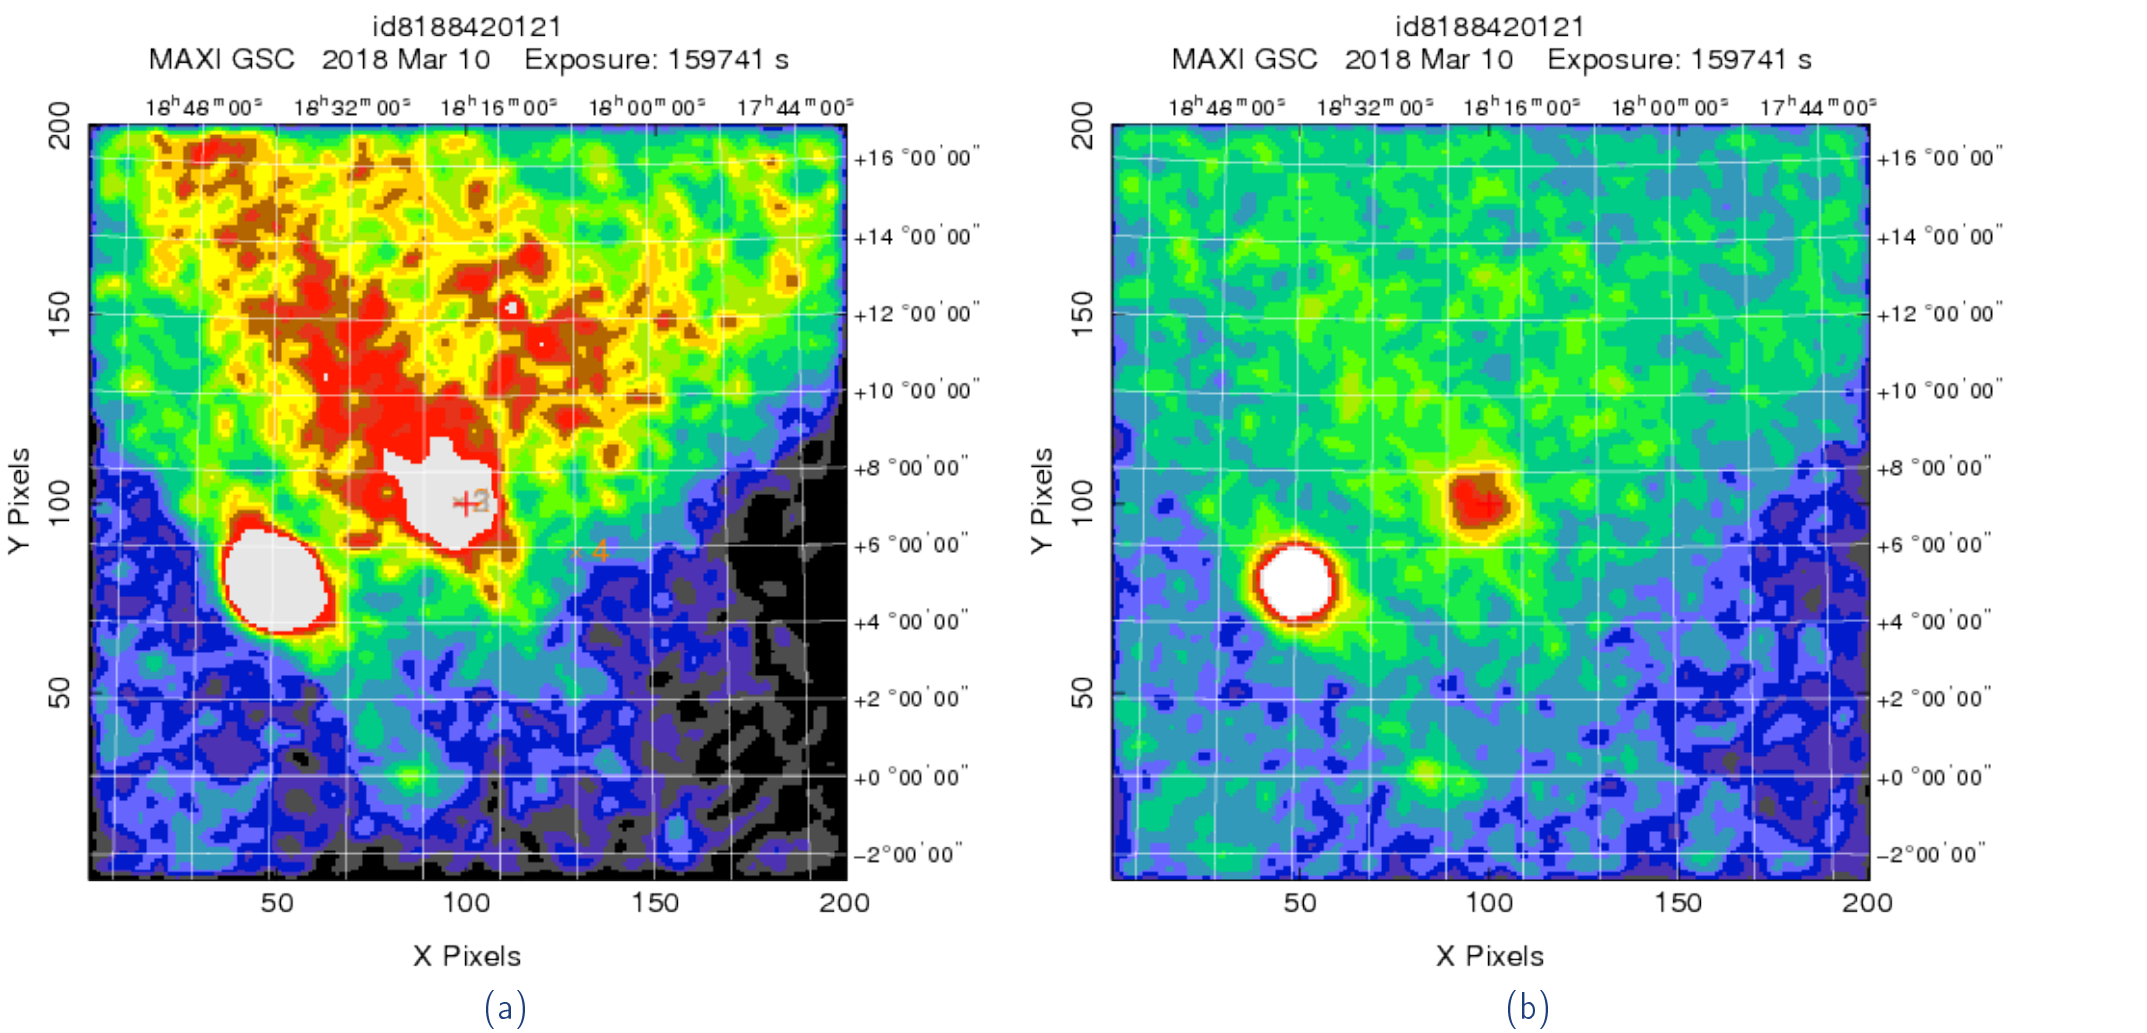 id8188420121
MAXI GSC 2018 Mar 10 Exposure: 159741 s
18ʰ48ᵐ00ˢ 18ʰ32ᵐ00ˢ 18ʰ16ᵐ00ˢ 18ʰ00ᵐ00ˢ 17ʰ44ᵐ00ˢ
200
+16°00'00"
+14°00'00"
150
+12°00'00"
+10°00'00"
+8°00'00"
100
3
+6°00'00"
4
+4°00'00"
50
+2°00'00"
+0°00'00"
-2°00'00"
Y Pixels
50 100 150 200
X Pixels
(a)
id8188420121
MAXI GSC 2018 Mar 10 Exposure: 159741 s
18ʰ48ᵐ00ˢ 18ʰ32ᵐ00ˢ 18ʰ16ᵐ00ˢ 18ʰ00ᵐ00ˢ 17ʰ44ᵐ00ˢ
200
+16°00'00"
+14°00'00"
150
+12°00'00"
+10°00'00"
+8°00'00"
100
+6°00'00"
+4°00'00"
50
+2°00'00"
+0°00'00"
-2°00'00"
Y Pixels
50 100 150 200
X Pixels
(b)